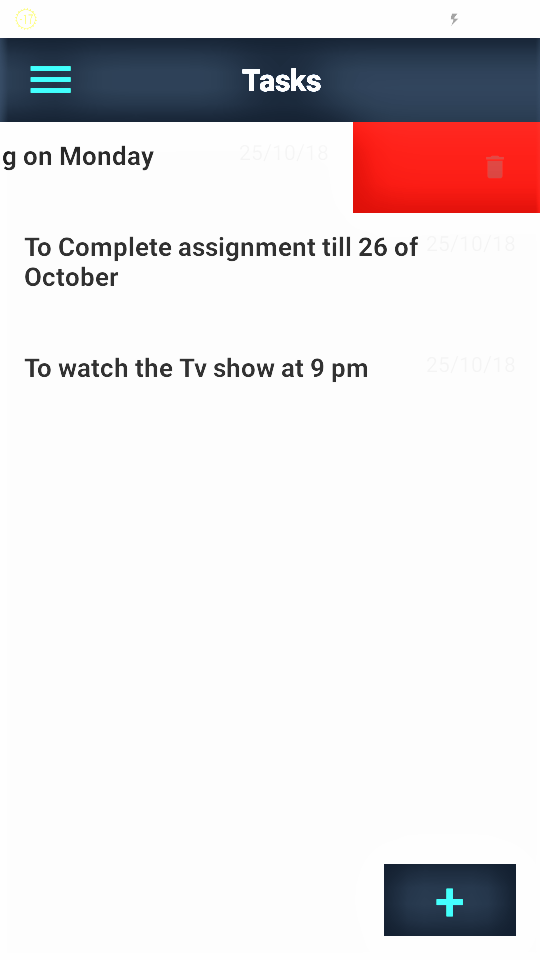 Tasks
g on Monday
25/10/18
To Complete assignment till 26 of
October
25/10/18
To watch the Tv show at 9 pm
25/10/18